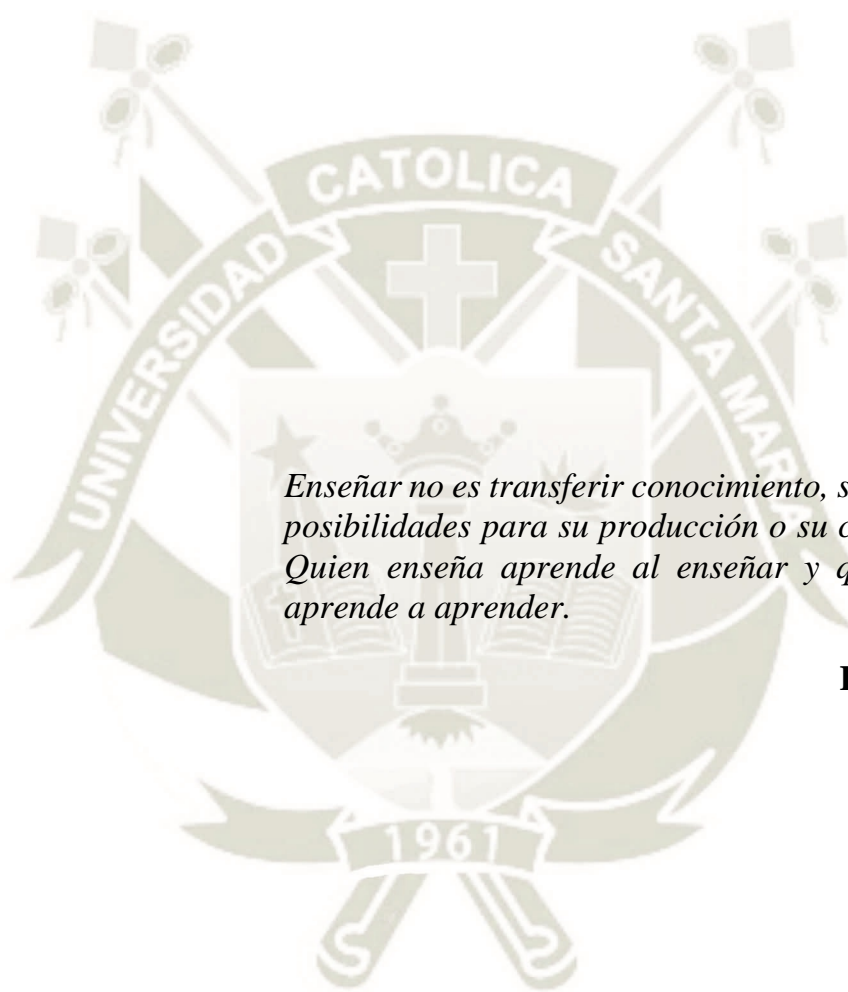 CATOLICA
UNIVERSIDAD
SANTA MARIA
Enseñar no es transferir conocimiento, s
posibilidades para su producción o su c
Quien enseña aprende al enseñar y q
aprende a aprender.
1961